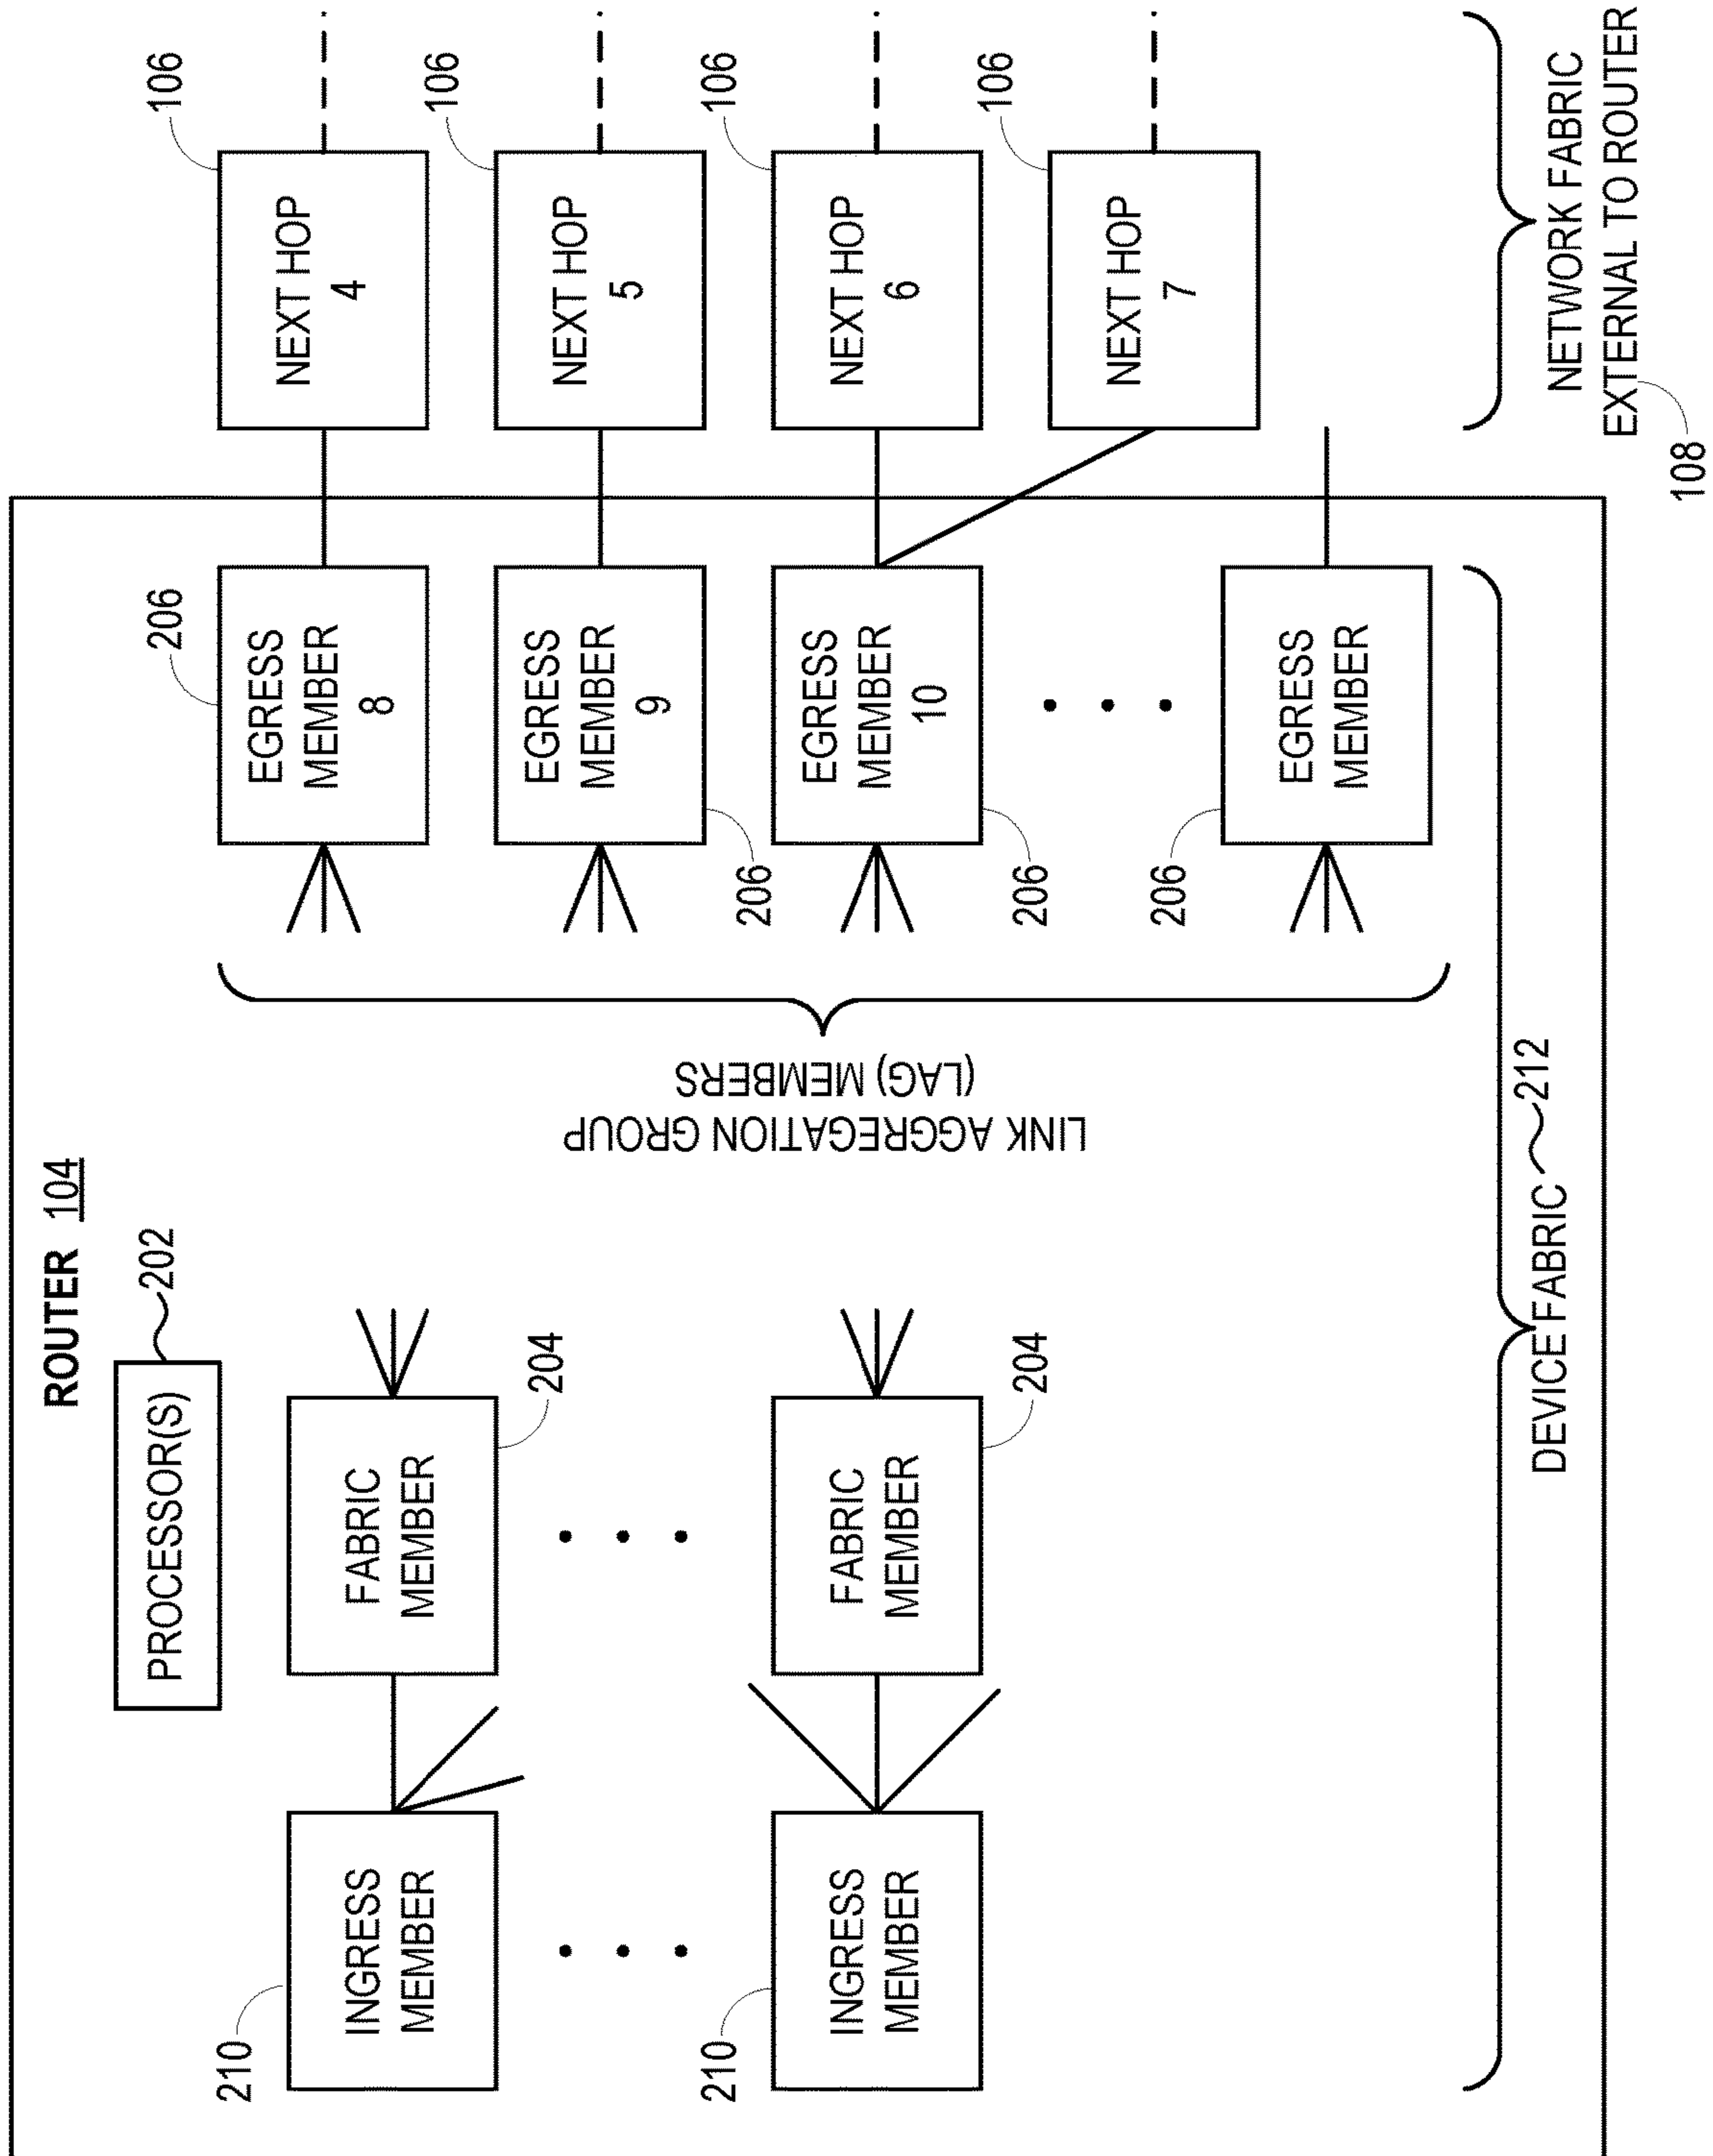 ROUTER 104
PROCESSOR(S)
202
210
INGRESS
MEMBER
FABRIC
MEMBER
204
210
INGRESS
MEMBER
FABRIC
MEMBER
204
LINK AGGREGATION GROUP
(LAG) MEMBERS
206
EGRESS
MEMBER
8
206
EGRESS
MEMBER
9
206
EGRESS
MEMBER
10
206
EGRESS
MEMBER
106
NEXT HOP
4
106
NEXT HOP
5
106
NEXT HOP
6
106
NEXT HOP
7
DEVICE FABRIC 212
NETWORK FABRIC
EXTERNAL TO ROUTER
108